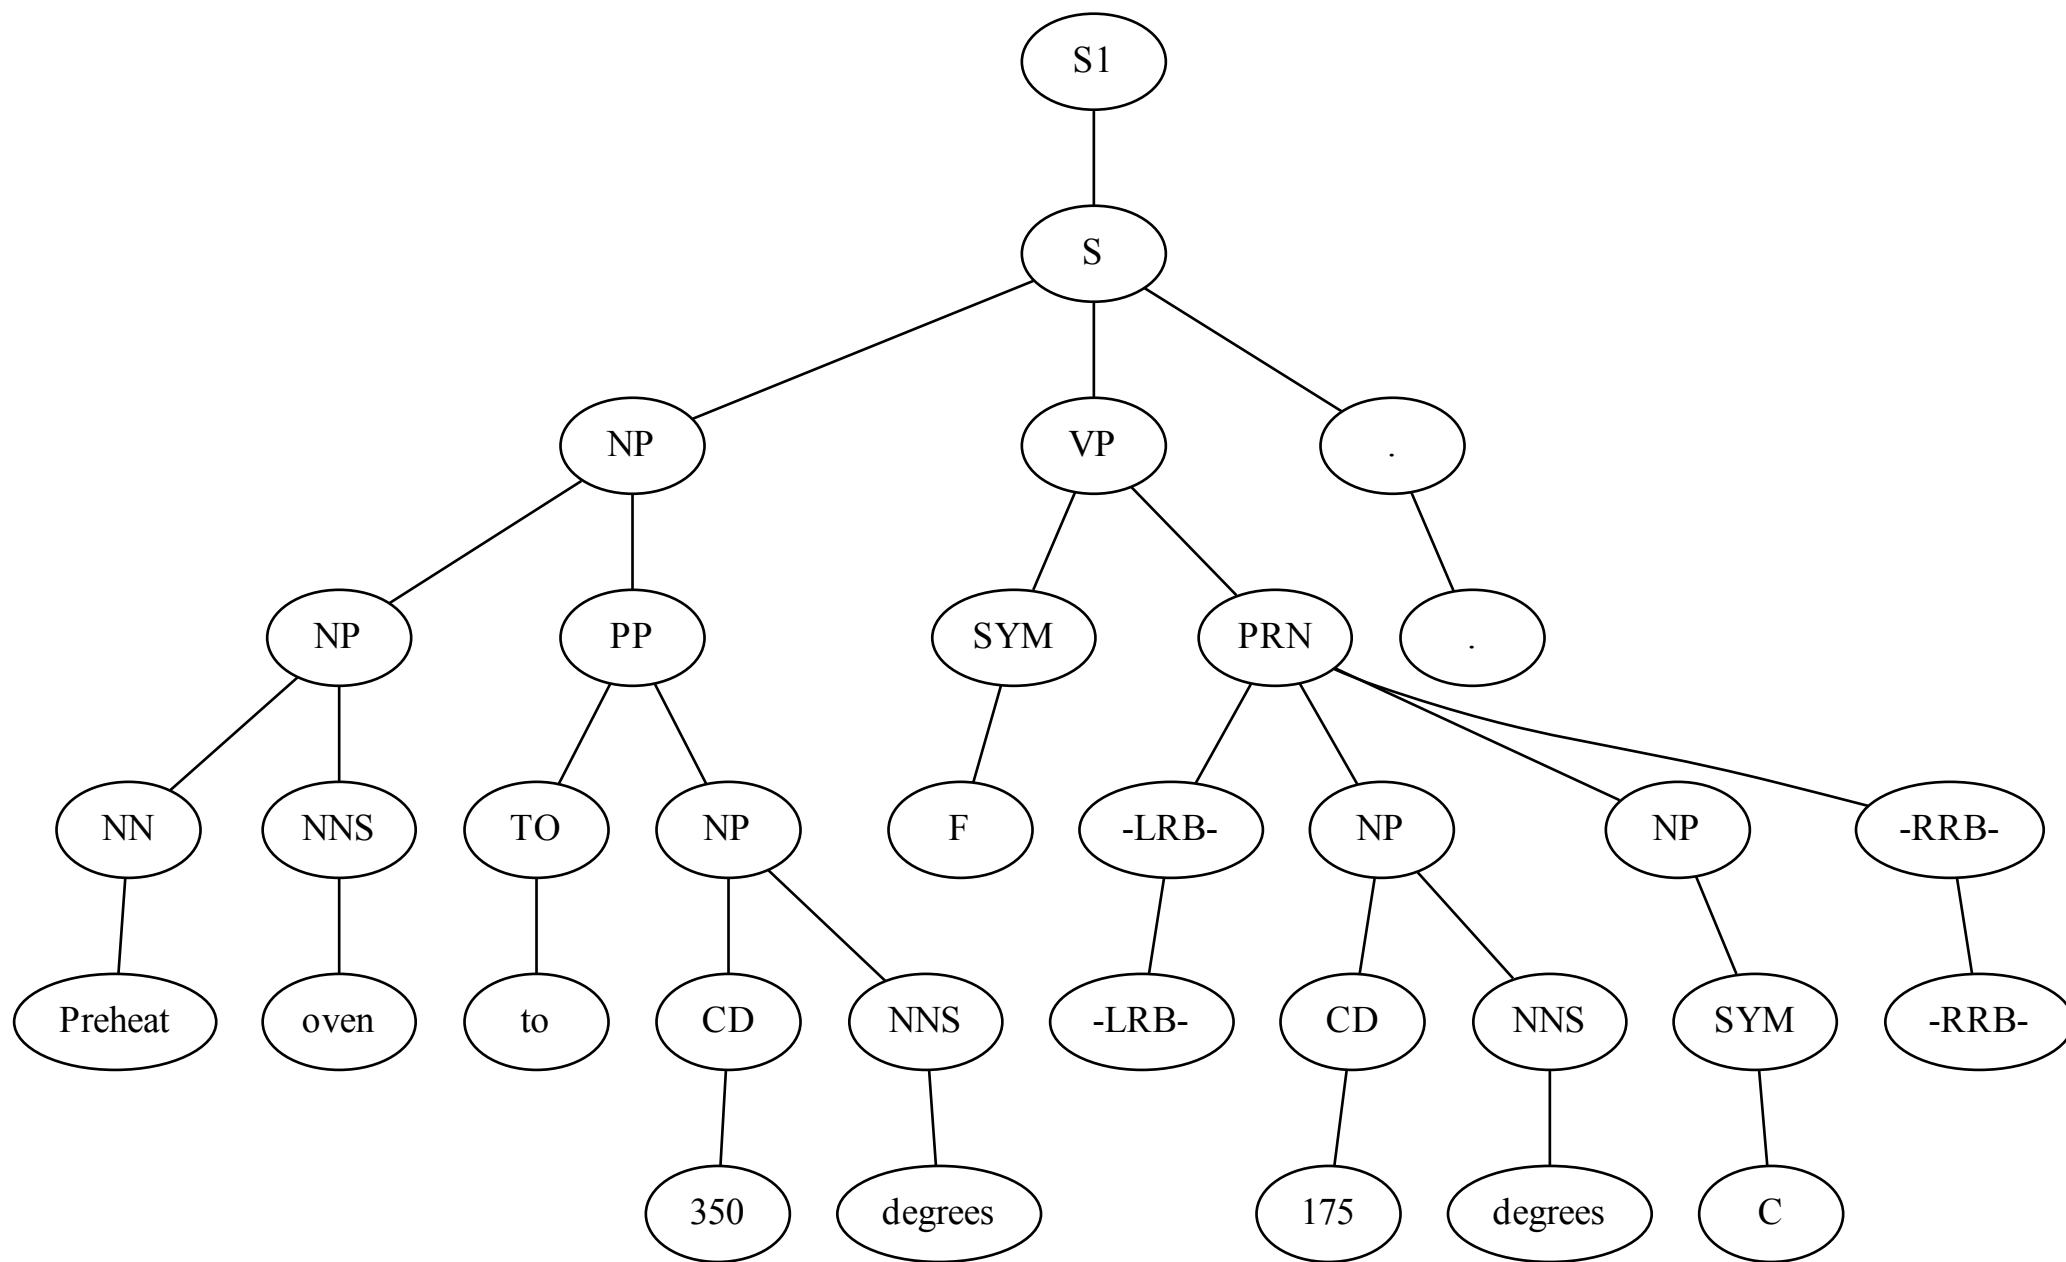 S1
S
NP VP .
NP PP SYM PRN .
NN NNS TO NP F -LRB- NP NP -RRB-
Preheat oven to CD NNS -LRB- CD NNS SYM -RRB-
350 degrees 175 degrees C